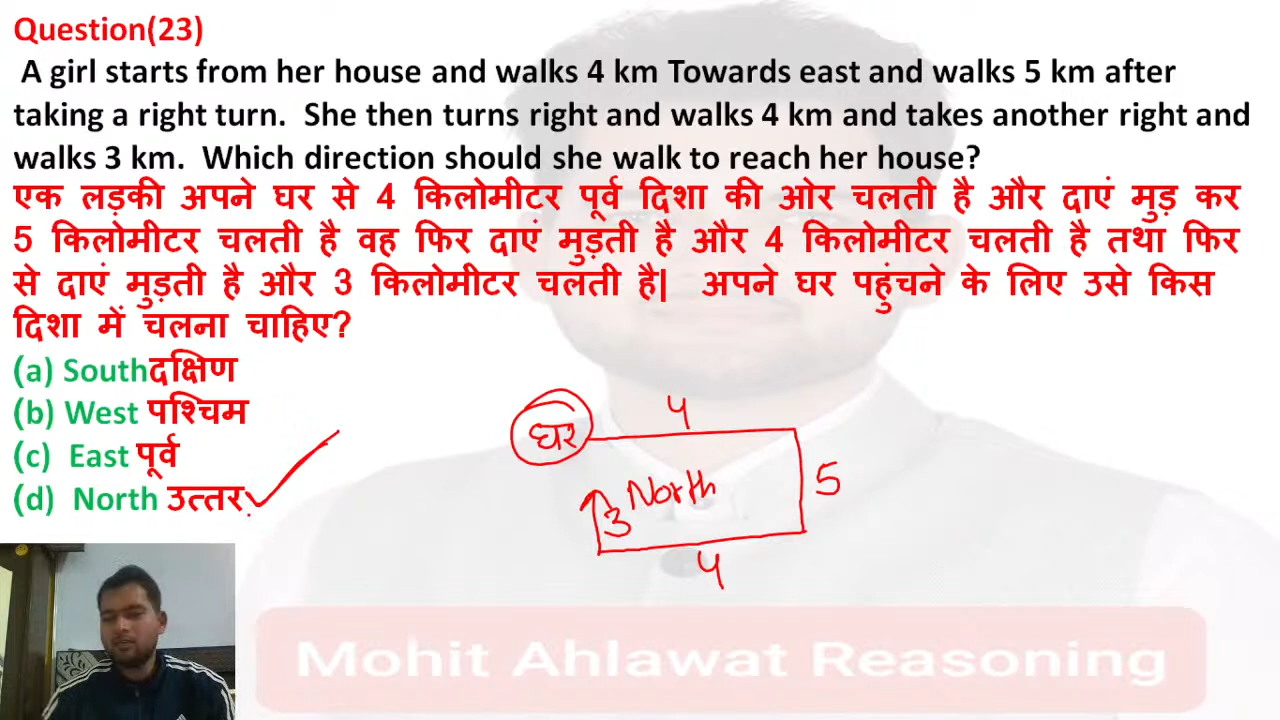 Question(23)
A girl starts from her house and walks 4 km Towards east and walks 5 km after
taking a right turn. She then turns right and walks 4 km and takes another right and
walks 3 km. Which direction should she walk to reach her house?
एक लड़की अपने घर से 4 किलोमीटर पूर्व दिशा की ओर चलती है और दाएं मुड़ कर
5 किलोमीटर चलती है वह फिर दाएं मुड़ती है और 4 किलोमीटर चलती है तथा फिर
से दाएं मुड़ती है और 3 किलोमीटर चलती है| अपने घर पहुंचने के लिए उसे किस
दिशा में चलना चाहिए?
(a) Southदक्षिण
(b) West पश्चिम
(c) East पूर्व
(d) North उत्तर
4
घर
5
North
3
4
Mohit Ahlawat Reasoning